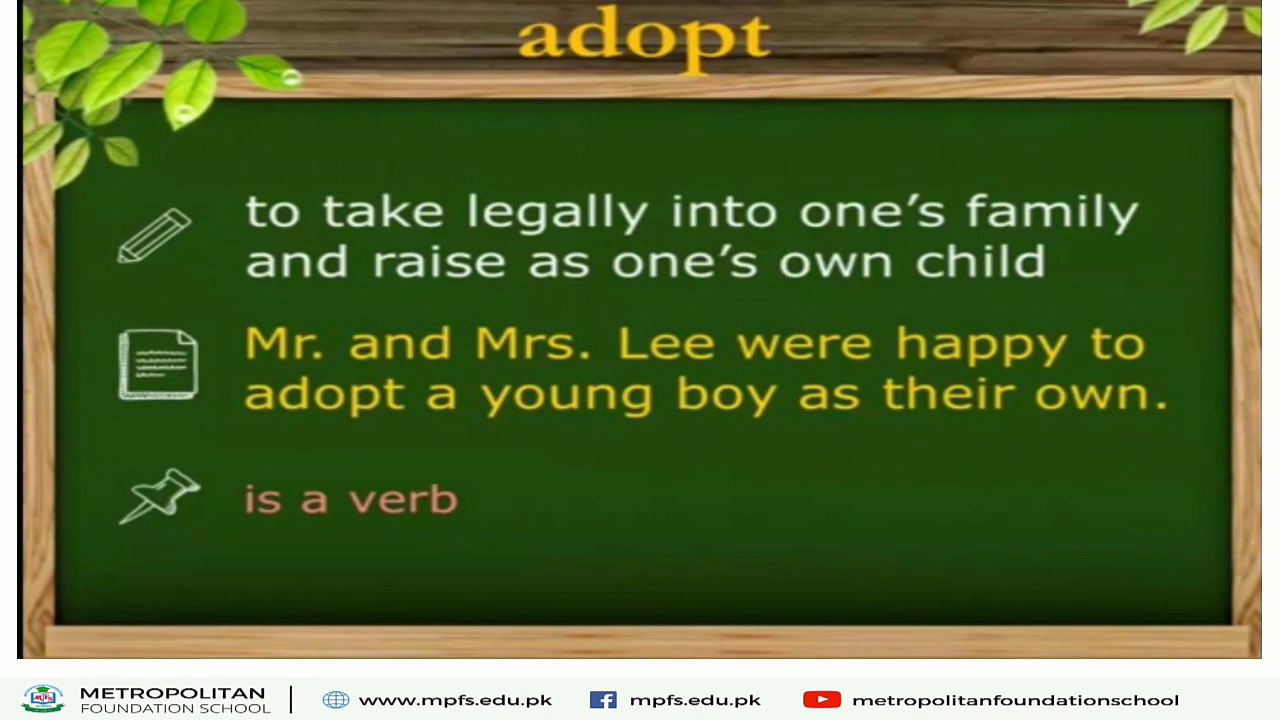 adopt
to take legally into one’s family
and raise as one’s own child
Mr. and Mrs. Lee were happy to
adopt a young boy as their own.
is a verb
METROPOLITAN
FOUNDATION SCHOOL
www.mpfs.edu.pk
mpfs.edu.pk
metropolitanfoundationschool